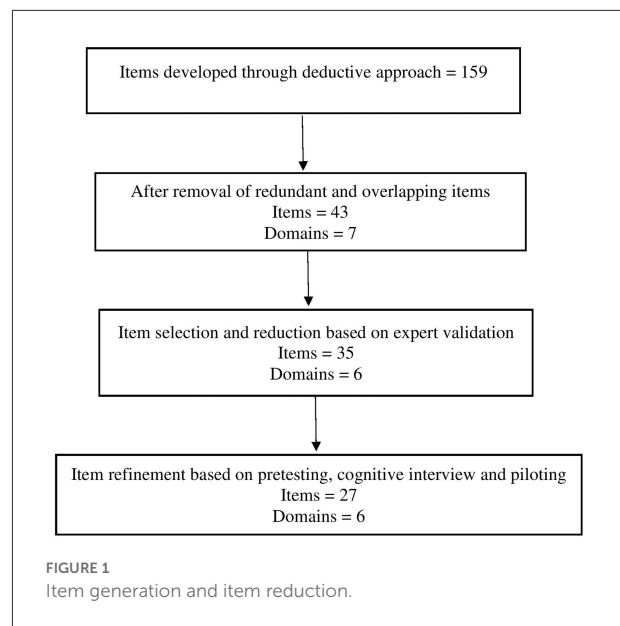 Items developed through deductive approach = 159
After removal of redundant and overlapping items
Items = 43
Domains = 7
Item selection and reduction based on expert validation
Items = 35
Domains = 6
Item refinement based on pretesting, cognitive interview and piloting
Items = 27
Domains = 6
FIGURE 1
Item generation and item reduction.